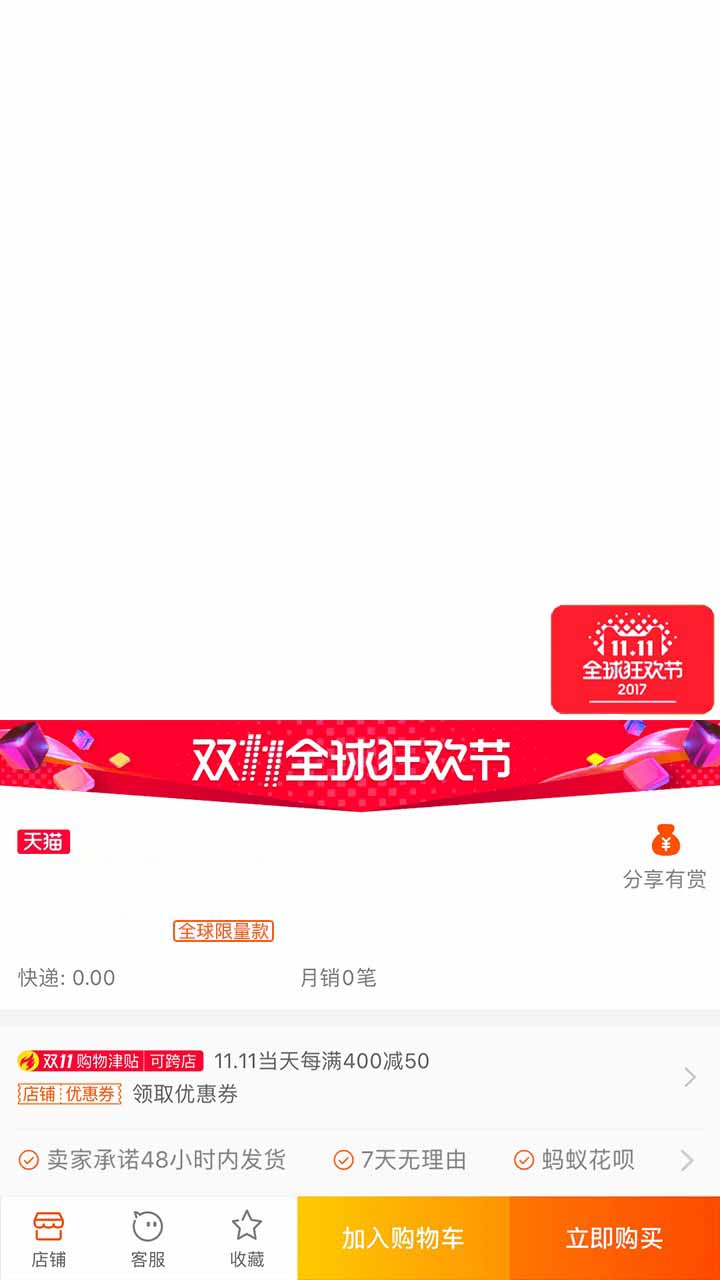 11.11
全球狂欢节
2017
双11全球狂欢节
天猫
¥
分享有赏
全球限量款
快递: 0.00 月销0笔
双11购物津贴 可跨店 11.11当天每满400减50
店铺 优惠券 领取优惠券
卖家承诺48小时内发货 7天无理由 蚂蚁花呗
店铺 客服 收藏 加入购物车 立即购买